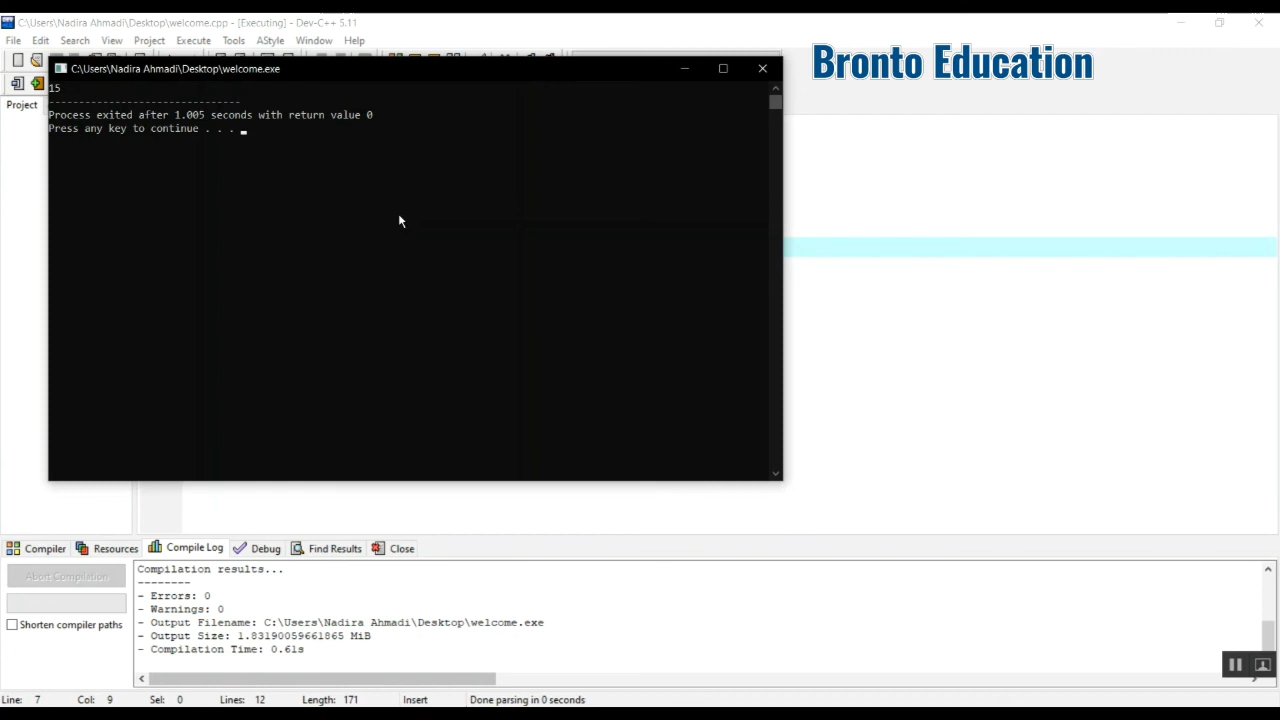 C:\Users\Nadira Ahmadi\Desktop\welcome.cpp - [Executing] - Dev-C++ 5.11
File Edit Search View Project Execute Tools AStyle Window Help
Bronto Education
C:\Users\Nadira Ahmadi\Desktop\welcome.exe
Project
15
--------------------------------
Process exited after 1.005 seconds with return value 0
Press any key to continue . . .
Compiler Resources Compile Log Debug Find Results Close
Abort Compilation
Shorten compiler paths
Compilation results...
--------
- Errors: 0
- Warnings: 0
- Output Filename: C:\Users\Nadira Ahmadi\Desktop\welcome.exe
- Output Size: 1.83190059661865 MiB
- Compilation Time: 0.61s
Line: 7 Col: 9 Sel: 0 Lines: 12 Length: 171 Insert Done parsing in 0 seconds